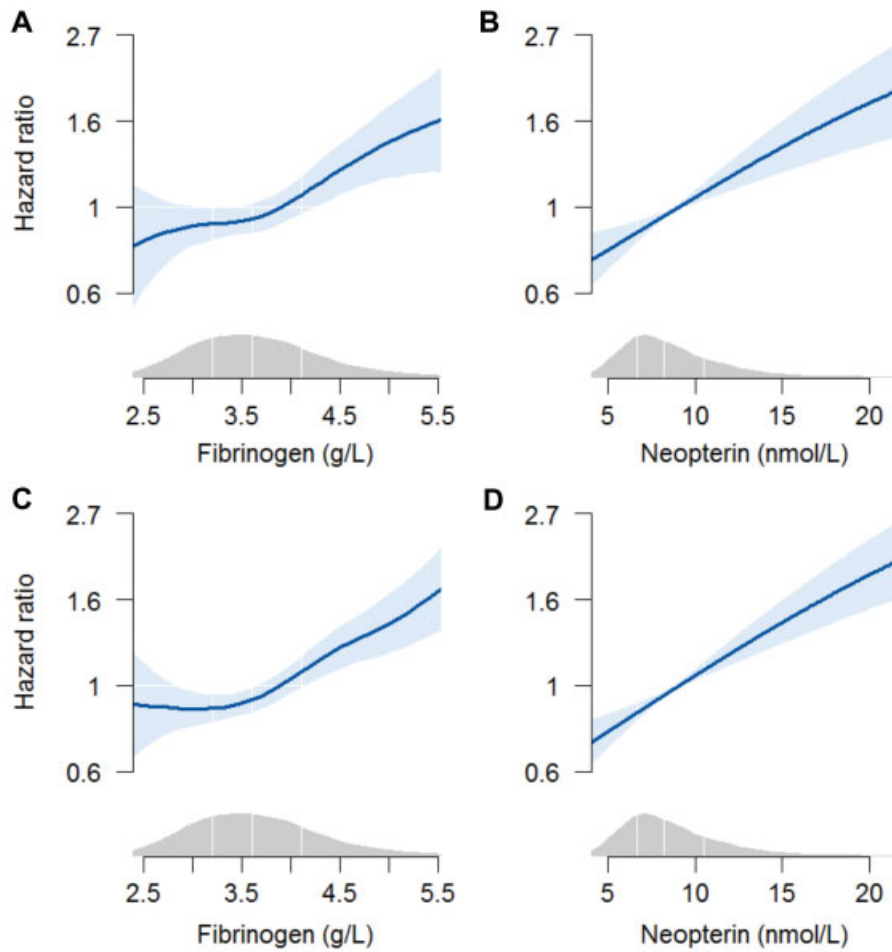 A
B
2.7
1.6
1
0.6
Hazard ratio
2.5 3.5 4.5 5.5
Fibrinogen (g/L)
2.7
1.6
1
0.6
5 10 15 20
Neopterin (nmol/L)
C
D
2.7
1.6
1
0.6
Hazard ratio
2.5 3.5 4.5 5.5
Fibrinogen (g/L)
2.7
1.6
1
0.6
5 10 15 20
Neopterin (nmol/L)